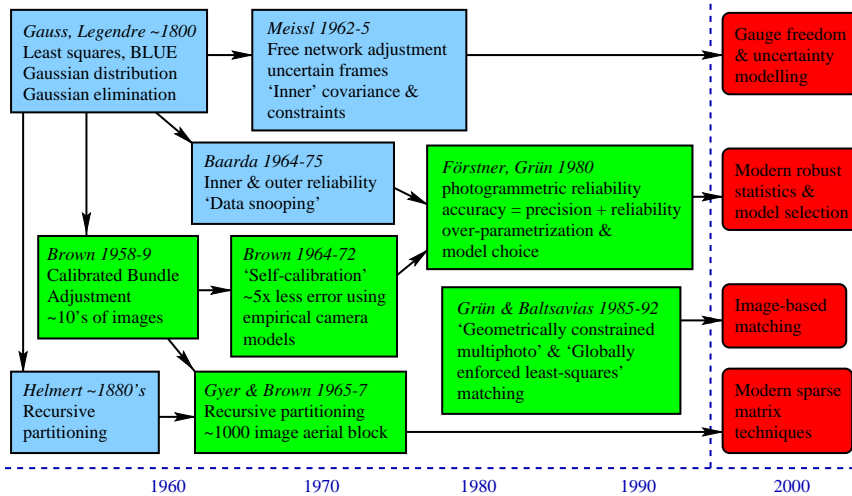 Gauss, Legendre ~1800
Least squares, BLUE
Gaussian distribution
Gaussian elimination
Meissl 1962-5
Free network adjustment
uncertain frames
‘Inner’ covariance &
constraints
Gauge freedom
& uncertainty
modelling
Baarda 1964-75
Inner & outer reliability
‘Data snooping’
Förstner, Grün 1980
photogrammetric reliability
accuracy = precision + reliability
over-parametrization &
model choice
Modern robust
statistics &
model selection
Brown 1958-9
Calibrated Bundle
Adjustment
~10’s of images
Brown 1964-72
‘Self-calibration’
~5x less error using
empirical camera
models
Grün & Baltsavias 1985-92
‘Geometrically constrained
multiphoto’ & ‘Globally
enforced least-squares’
matching
Image-based
matching
Helmert ~1880’s
Recursive
partitioning
Gyer & Brown 1965-7
Recursive partitioning
~1000 image aerial block
Modern sparse
matrix
techniques
1960 1970 1980 1990 2000